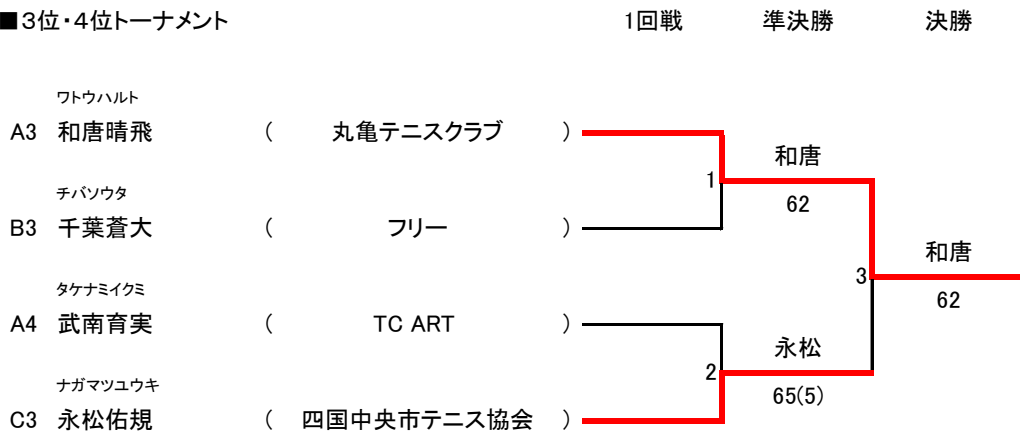 ■３位・４位トーナメント 1回戦 準決勝 決勝
ワトウハルト
A3 和唐晴飛 ( 丸亀テニスクラブ )
和唐
1
チバソウタ
62
B3 千葉蒼大 ( フリー )
和唐
3
タケナミイクミ
62
A4 武南育実 ( TC ART )
永松
2
ナガマツユウキ
65(5)
C3 永松佑規 ( 四国中央市テニス協会 )